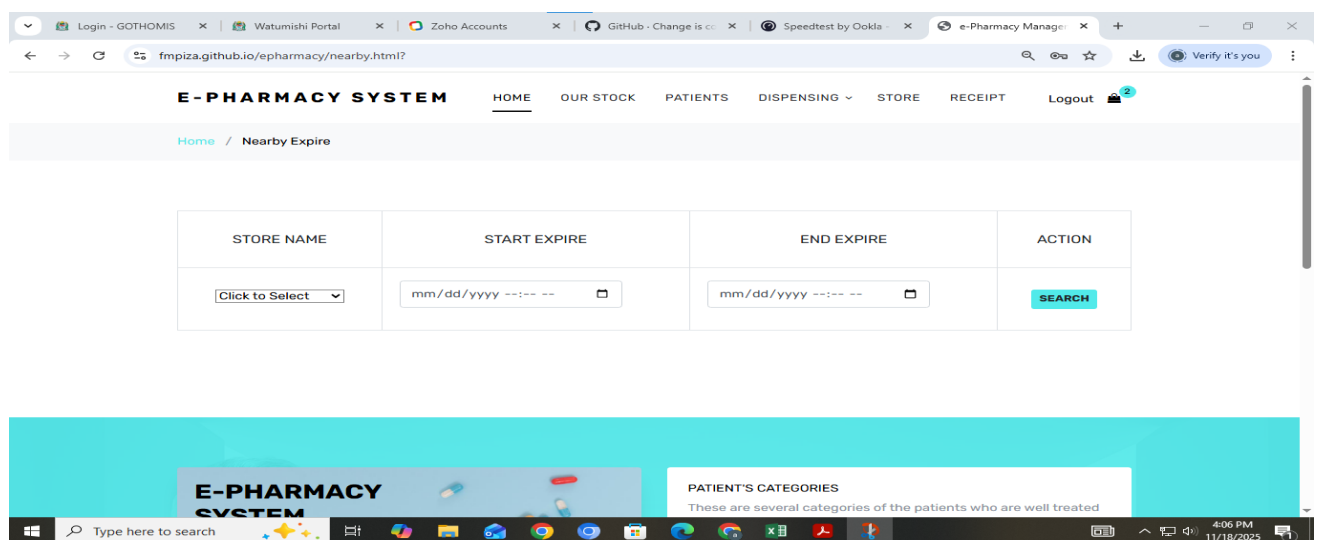 Login - GOTHOMIS Watumishi Portal Zoho Accounts GitHub · Change is co Speedtest by Ookla - e-Pharmacy Manager
fmpiza.github.io/epharmacy/nearby.html? Verify it's you
E-PHARMACY SYSTEM HOME OUR STOCK PATIENTS DISPENSING STORE RECEIPT Logout 2
Home / Nearby Expire
STORE NAME START EXPIRE END EXPIRE ACTION
Click to Select mm/dd/yyyy --:-- -- mm/dd/yyyy --:-- -- SEARCH
E-PHARMACY
SYSTEM
PATIENT'S CATEGORIES
These are several categories of the patients who are well treated
Type here to search
4:06 PM
11/18/2025